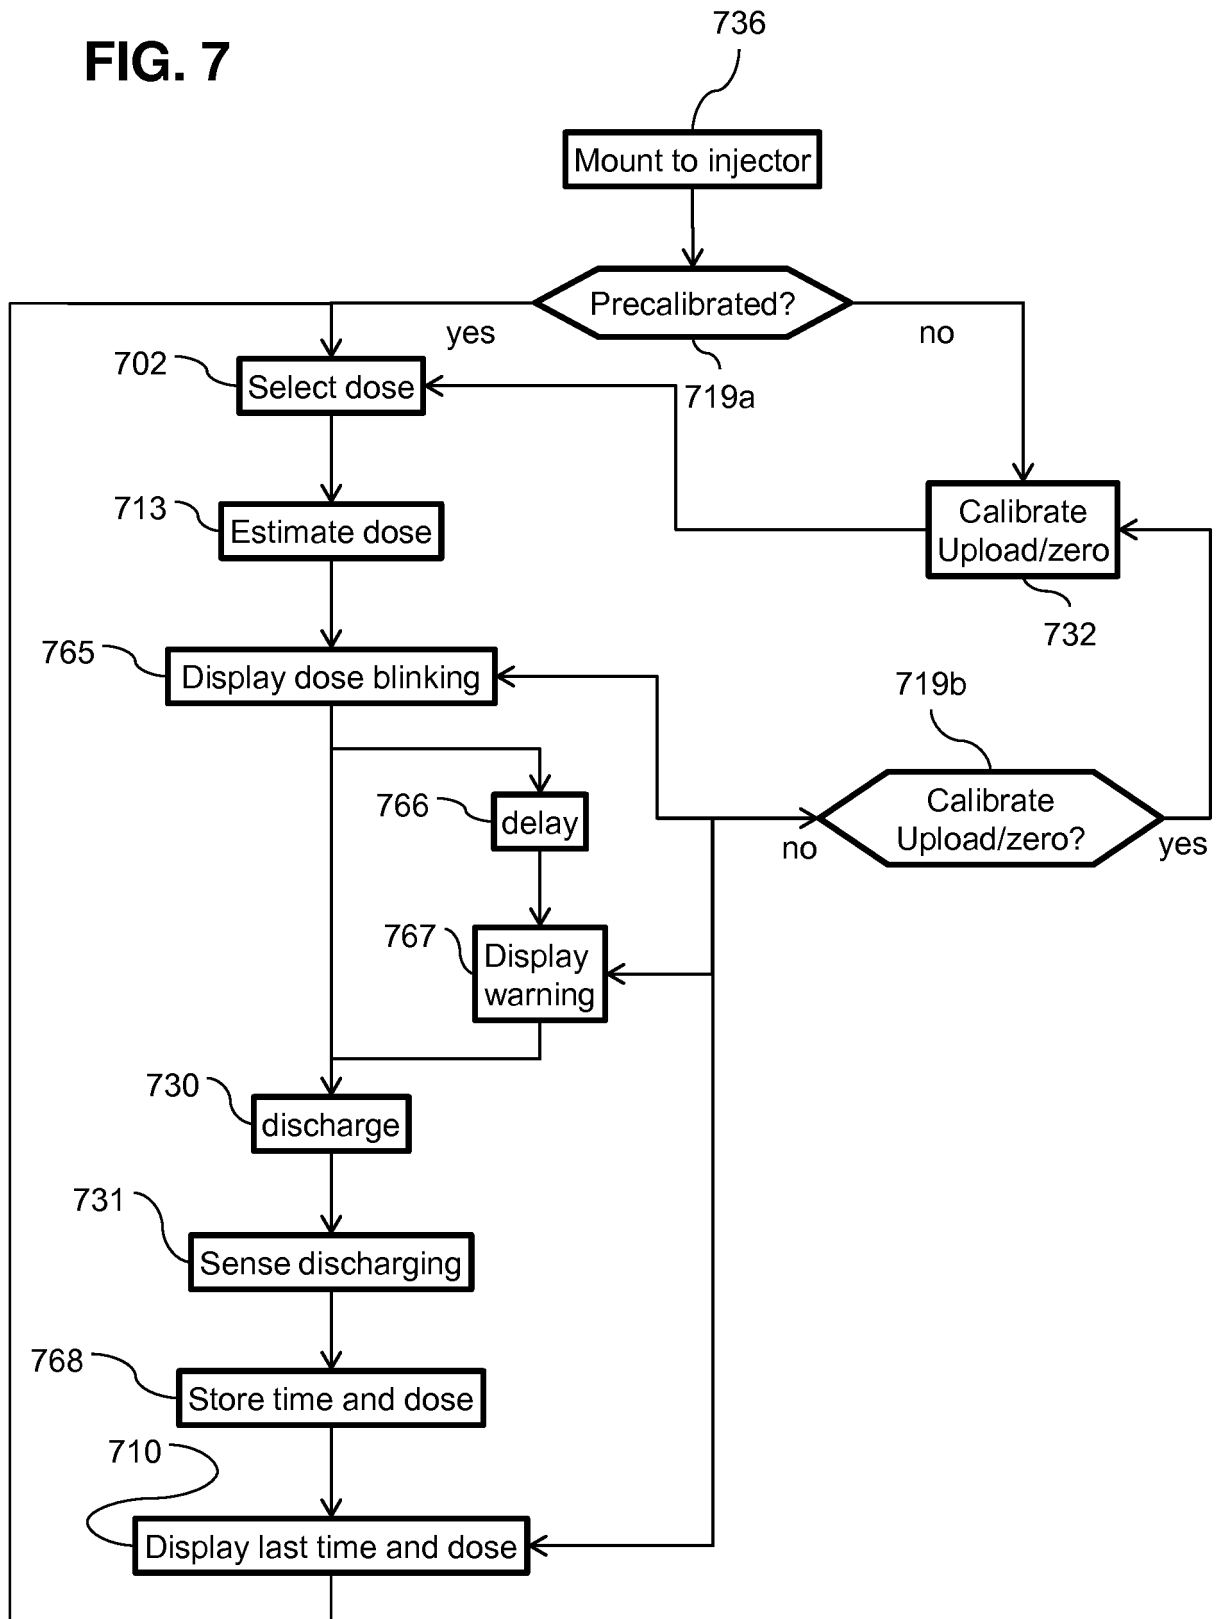 FIG. 7
736
Mount to injector
Precalibrated?
yes
no
719a
702
Select dose
713
Estimate dose
Calibrate
Upload/zero
732
765
Display dose blinking
719b
766
delay
Calibrate
Upload/zero?
no
yes
767
Display
warning
730
discharge
731
Sense discharging
768
Store time and dose
710
Display last time and dose